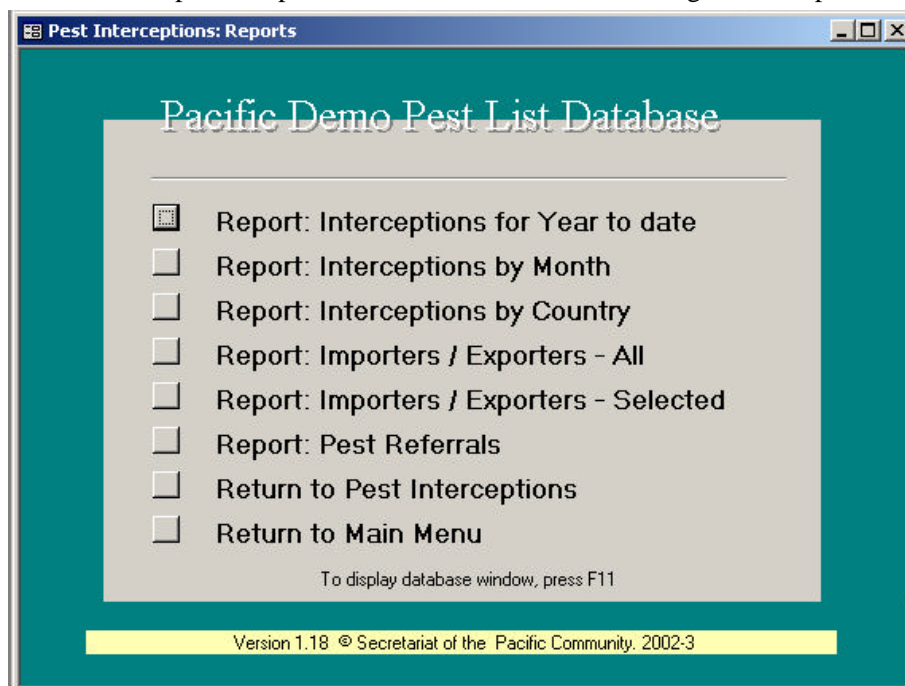 Pest Interceptions: Reports
Pacific Demo Pest List Database
Report: Interceptions for Year to date
Report: Interceptions by Month
Report: Interceptions by Country
Report: Importers / Exporters - All
Report: Importers / Exporters - Selected
Report: Pest Referrals
Return to Pest Interceptions
Return to Main Menu
To display database window, press F11
Version 1.18 © Secretariat of the Pacific Community. 2002-3